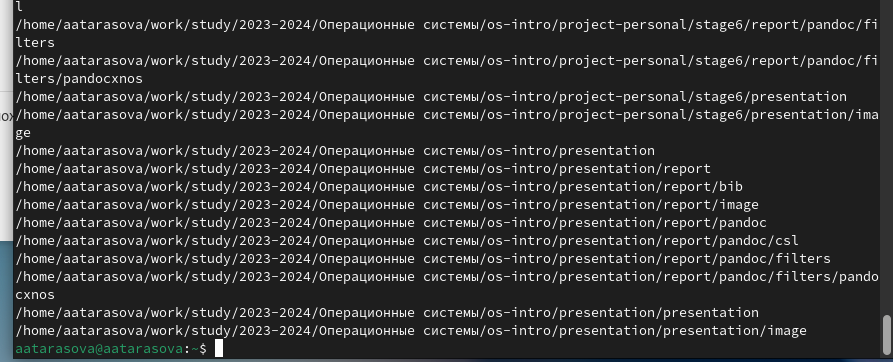 l
/home/aatarasova/work/study/2023-2024/Операционные системы/os-intro/project-personal/stage6/report/pandoc/fi
lters
/home/aatarasova/work/study/2023-2024/Операционные системы/os-intro/project-personal/stage6/report/pandoc/fi
lters/pandocxnos
/home/aatarasova/work/study/2023-2024/Операционные системы/os-intro/project-personal/stage6/presentation
/home/aatarasova/work/study/2023-2024/Операционные системы/os-intro/project-personal/stage6/presentation/ima
ge
/home/aatarasova/work/study/2023-2024/Операционные системы/os-intro/presentation
/home/aatarasova/work/study/2023-2024/Операционные системы/os-intro/presentation/report
/home/aatarasova/work/study/2023-2024/Операционные системы/os-intro/presentation/report/bib
/home/aatarasova/work/study/2023-2024/Операционные системы/os-intro/presentation/report/image
/home/aatarasova/work/study/2023-2024/Операционные системы/os-intro/presentation/report/pandoc
/home/aatarasova/work/study/2023-2024/Операционные системы/os-intro/presentation/report/pandoc/csl
/home/aatarasova/work/study/2023-2024/Операционные системы/os-intro/presentation/report/pandoc/filters
/home/aatarasova/work/study/2023-2024/Операционные системы/os-intro/presentation/report/pandoc/filters/pando
cxnos
/home/aatarasova/work/study/2023-2024/Операционные системы/os-intro/presentation/presentation
/home/aatarasova/work/study/2023-2024/Операционные системы/os-intro/presentation/presentation/image
aatarasova@aatarasova:~$